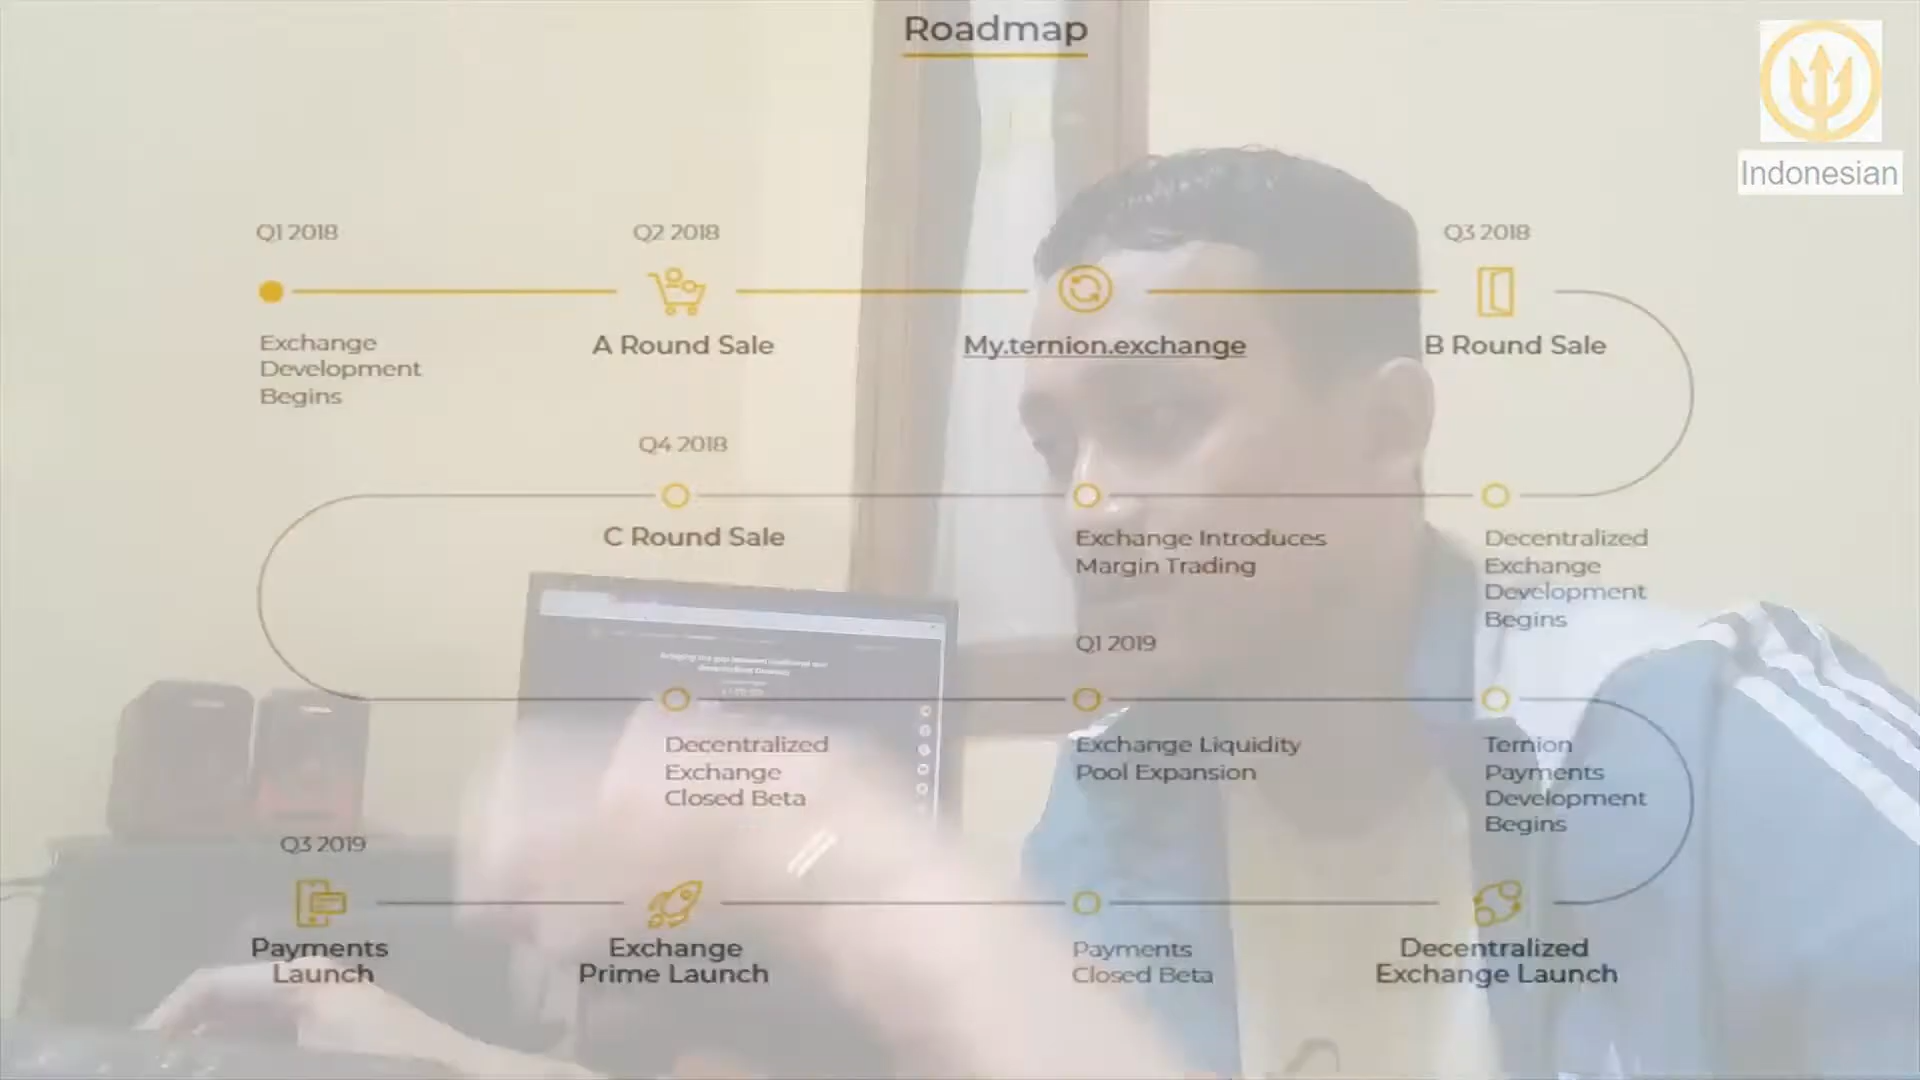 Roadmap
Indonesian
Q1 2018
Q2 2018
Q3 2018
Exchange
Development
Begins
A Round Sale
My.ternion.exchange
B Round Sale
Q4 2018
C Round Sale
Exchange Introduces
Margin Trading
Decentralized
Exchange
Development
Begins
Q1 2019
Decentralized
Exchange
Closed Beta
Exchange Liquidity
Pool Expansion
Ternion
Payments
Development
Begins
Q3 2019
Payments
Launch
Exchange
Prime Launch
Payments
Closed Beta
Decentralized
Exchange Launch